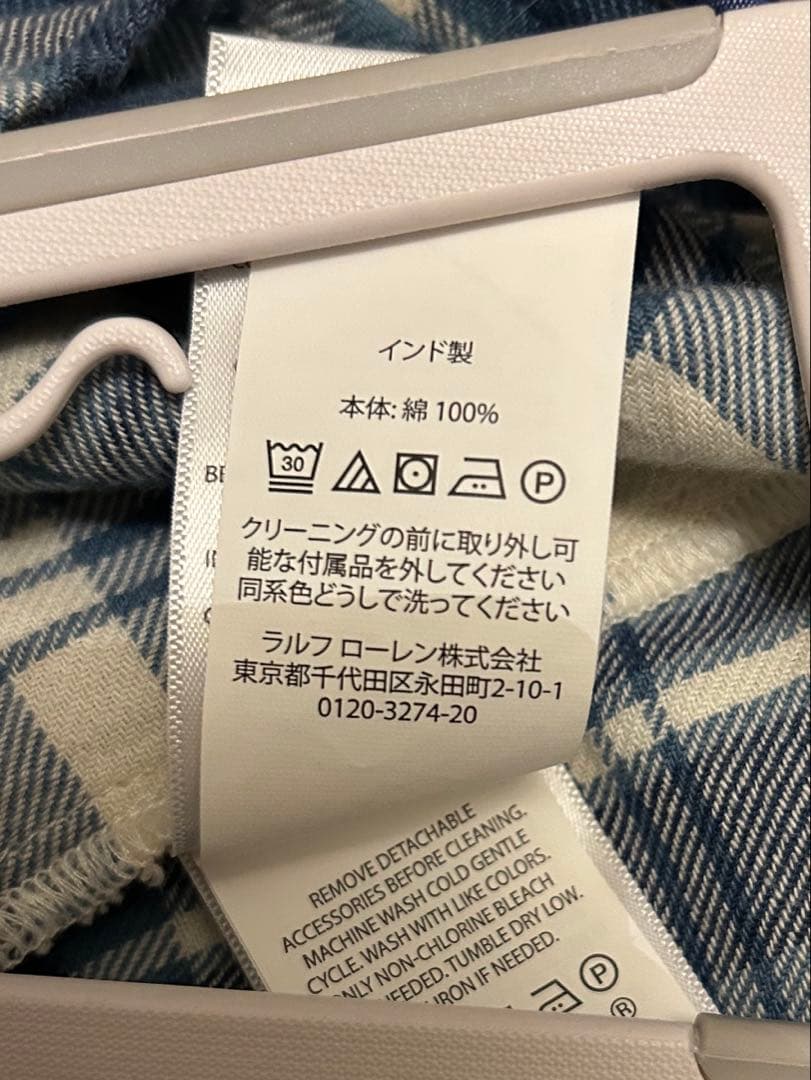 インド製
本体: 綿 100%
30
P
クリーニングの前に取り外し可
能な付属品を外してください
同系色どうしで洗ってください
ラルフ ローレン株式会社
東京都千代田区永田町2-10-1
0120-3274-20
REMOVE DETACHABLE
ACCESSORIES BEFORE CLEANING.
MACHINE WASH COLD GENTLE
CYCLE. WASH WITH LIKE COLORS.
ONLY NON-CHLORINE BLEACH
NEEDED. TUMBLE DRY LOW.
IRON IF NEEDED.
P
R